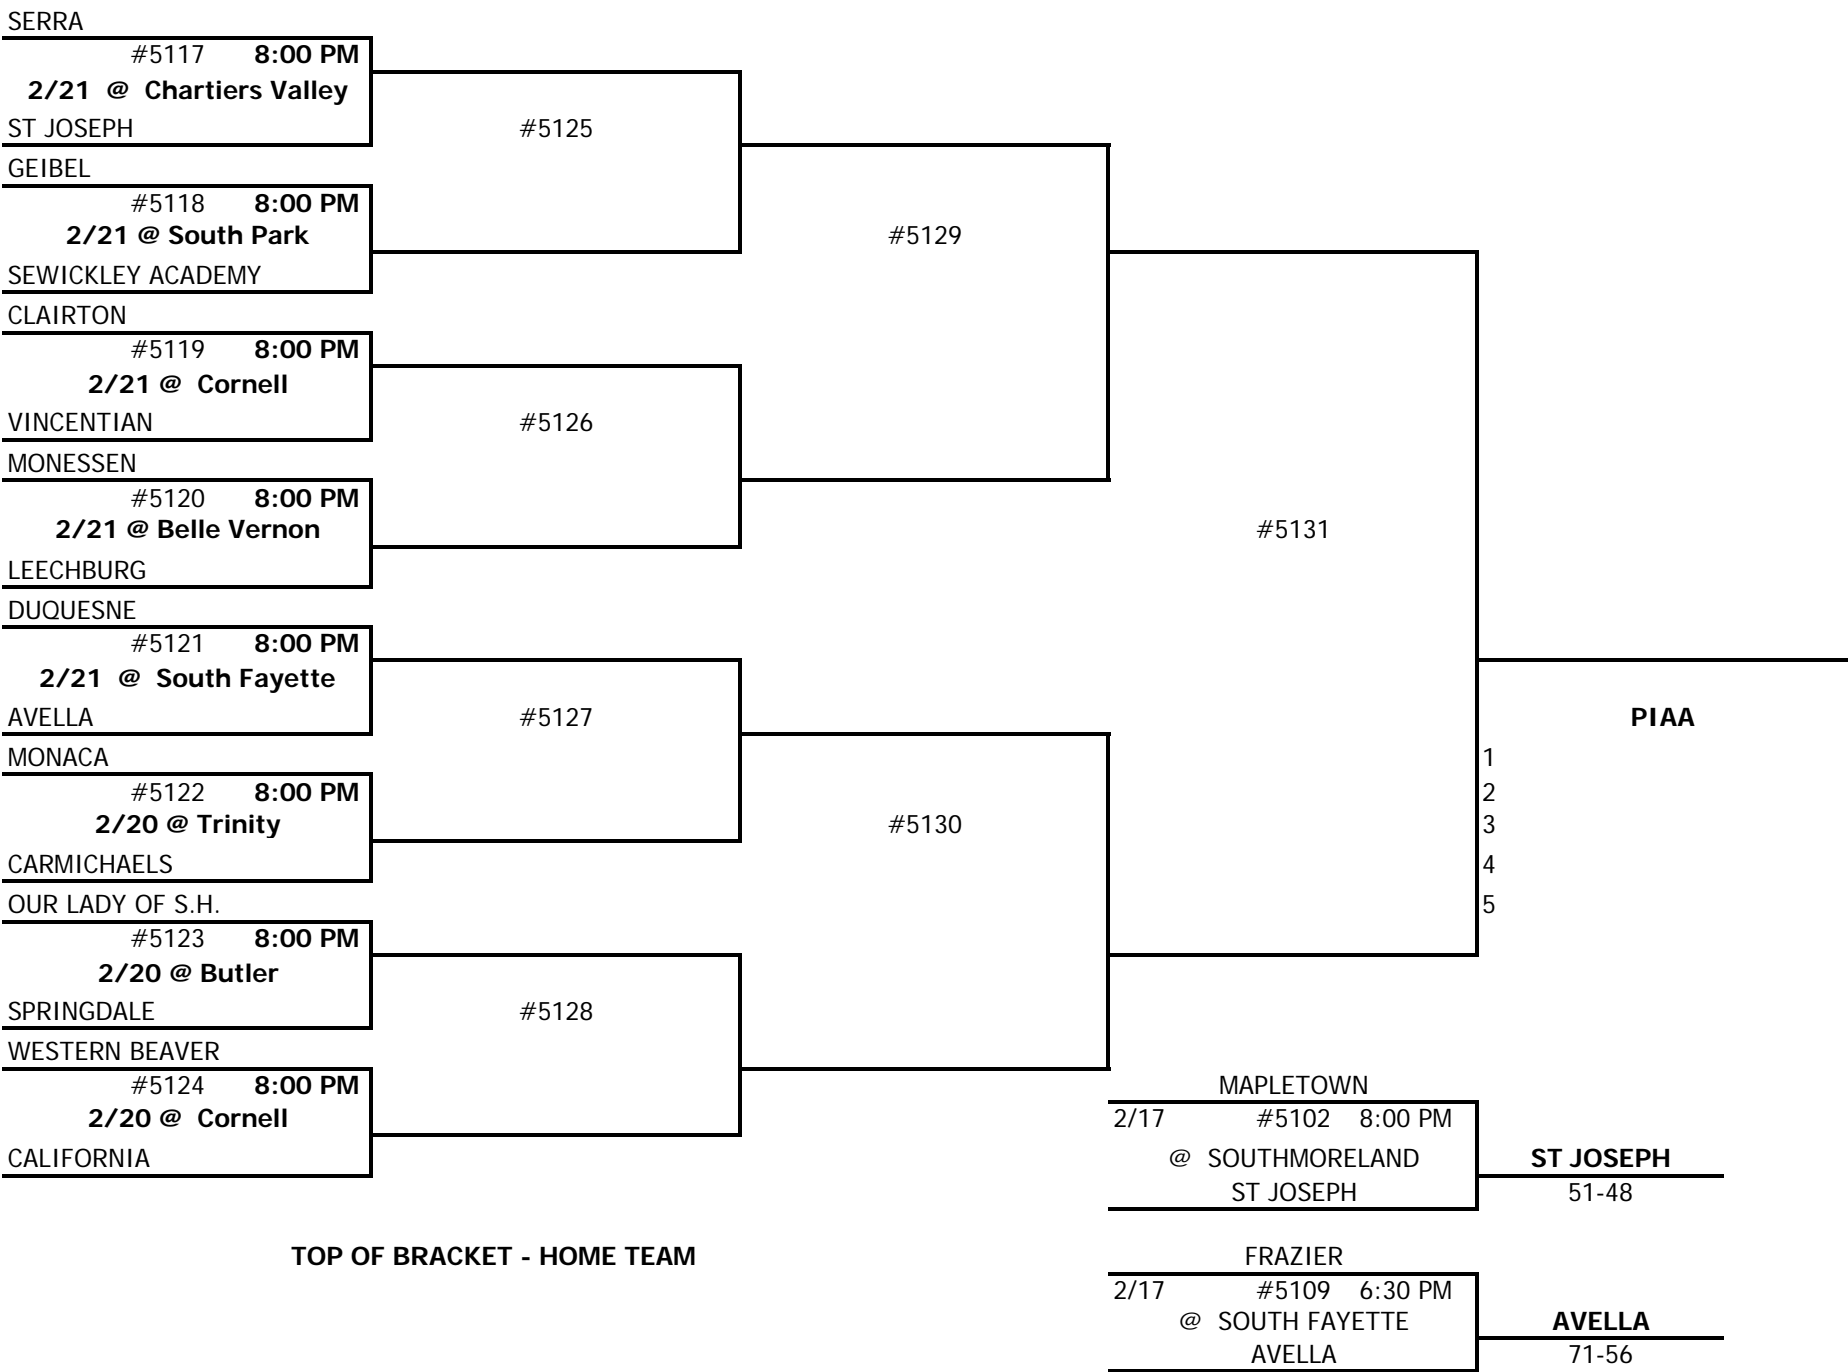 SERRA
#5117 8:00 PM
2/21 @ Chartiers Valley
ST JOSEPH
#5125
GEIBEL
#5118 8:00 PM
2/21 @ South Park
#5129
SEWICKLEY ACADEMY
CLAIRTON
#5119 8:00 PM
2/21 @ Cornell
VINCENTIAN
#5126
MONESSEN
#5120 8:00 PM
2/21 @ Belle Vernon
#5131
LEECHBURG
DUQUESNE
#5121 8:00 PM
2/21 @ South Fayette
AVELLA
#5127
PIAA
MONACA
1
#5122 8:00 PM
2
2/20 @ Trinity
#5130
3
CARMICHAELS
4
OUR LADY OF S.H.
5
#5123 8:00 PM
2/20 @ Butler
SPRINGDALE
#5128
WESTERN BEAVER
#5124 8:00 PM
2/20 @ Cornell
CALIFORNIA
MAPLETOWN
2/17 #5102 8:00 PM
@ SOUTHMORELAND
ST JOSEPH
ST JOSEPH
51-48
TOP OF BRACKET - HOME TEAM
FRAZIER
2/17 #5109 6:30 PM
@ SOUTH FAYETTE
AVELLA
AVELLA
71-56